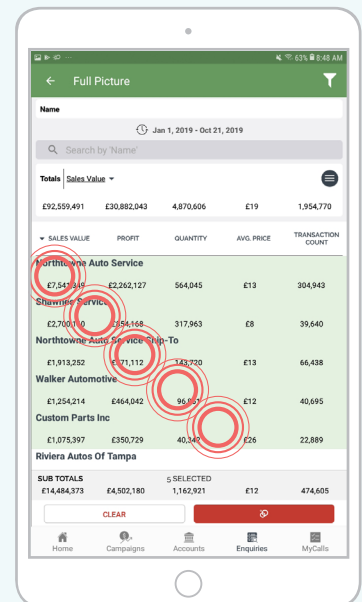 63% 8:48 AM
Full Picture
Name
Jan 1, 2019 - Oct 21, 2019
Search by 'Name'
Totals Sales Value
£92,559,491 £30,882,043 4,870,606 £19 1,954,770
SALES VALUE PROFIT QUANTITY AVG. PRICE TRANSACTION COUNT
Northtowne Auto Service
£2,262,127 564,045 £13 304,943
Shawnee Service
317,963 £8 39,640
Northtowne Auto Service Ship-To
£1,913,252 143,720 £13 66,438
Walker Automotive
£1,254,214 £464,042 £12 40,695
Custom Parts Inc
£1,075,397 £350,729 £26 22,889
Riviera Autos Of Tampa
SUB TOTALS 5 SELECTED
£14,484,373 £4,502,180 1,162,921 £12 474,605
CLEAR
Home Campaigns Accounts Enquiries MyCalls